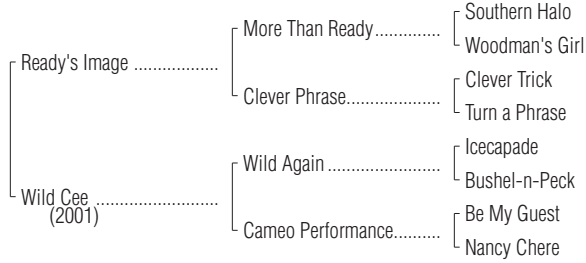 Southern Halo
More Than Ready..............
Woodman's Girl
Ready's Image ..................
Clever Trick
Clever Phrase....................
Turn a Phrase
Icecapade
Wild Again ........................
Bushel-n-Peck
Wild Cee ..........................
(2001)
Be My Guest
Cameo Performance..........
Nancy Chere